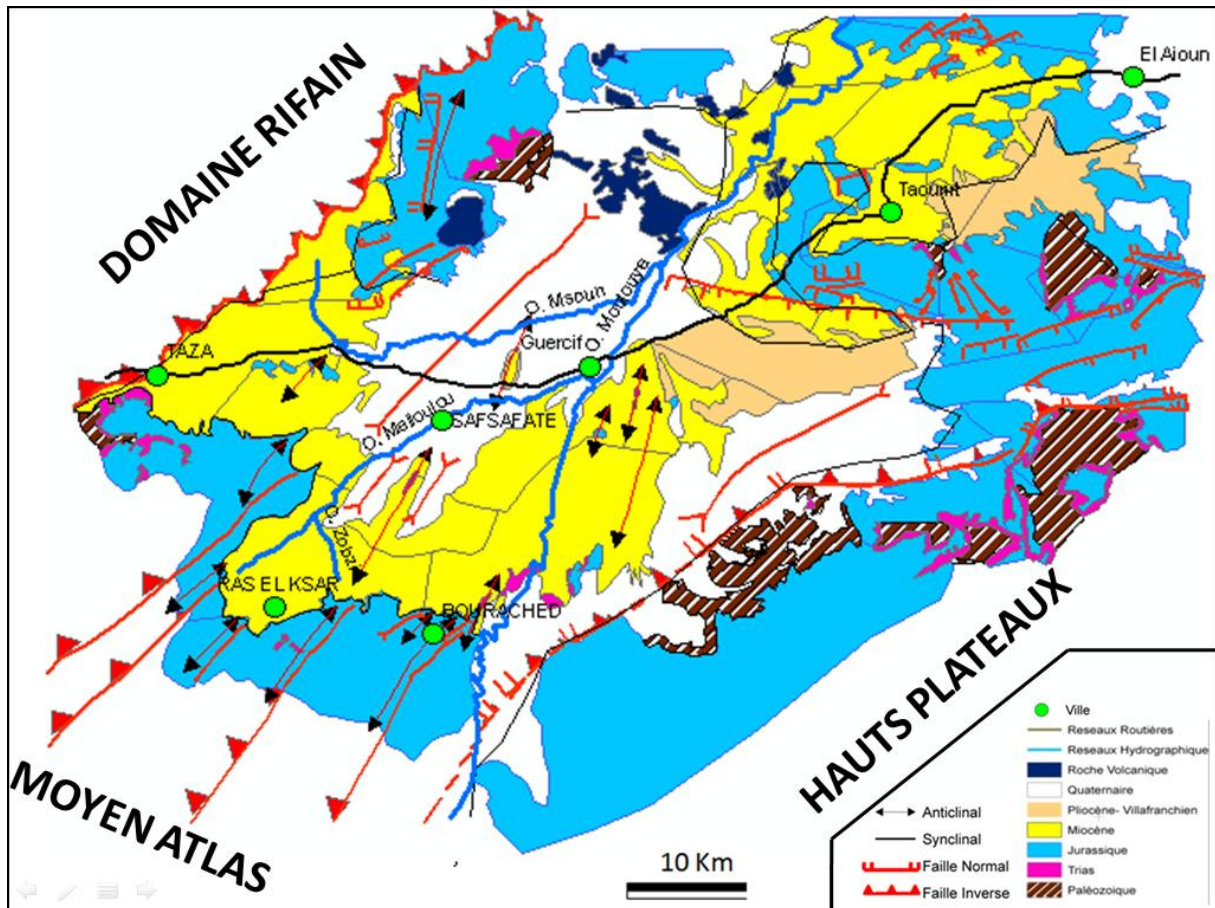 El Aioun
DOMAINE RIFAIN
Taourirt
O. Msoun
O. Moulouye
Guercif
TAZA
O. Melloulou
SAFSAFATE
O. Zobzi
RAS EL KSAR
BOURACHED
MOYEN ATLAS
HAUTS PLATEAUX
10 Km
Anticlinal
Synclinal
Faille Normal
Faille Inverse
Ville
Reseaux Routières
Reseaux Hydrographique
Roche Volcanique
Quaternaire
Pliocène- Villafranchien
Miocène
Jurassique
Trias
Paléozoique